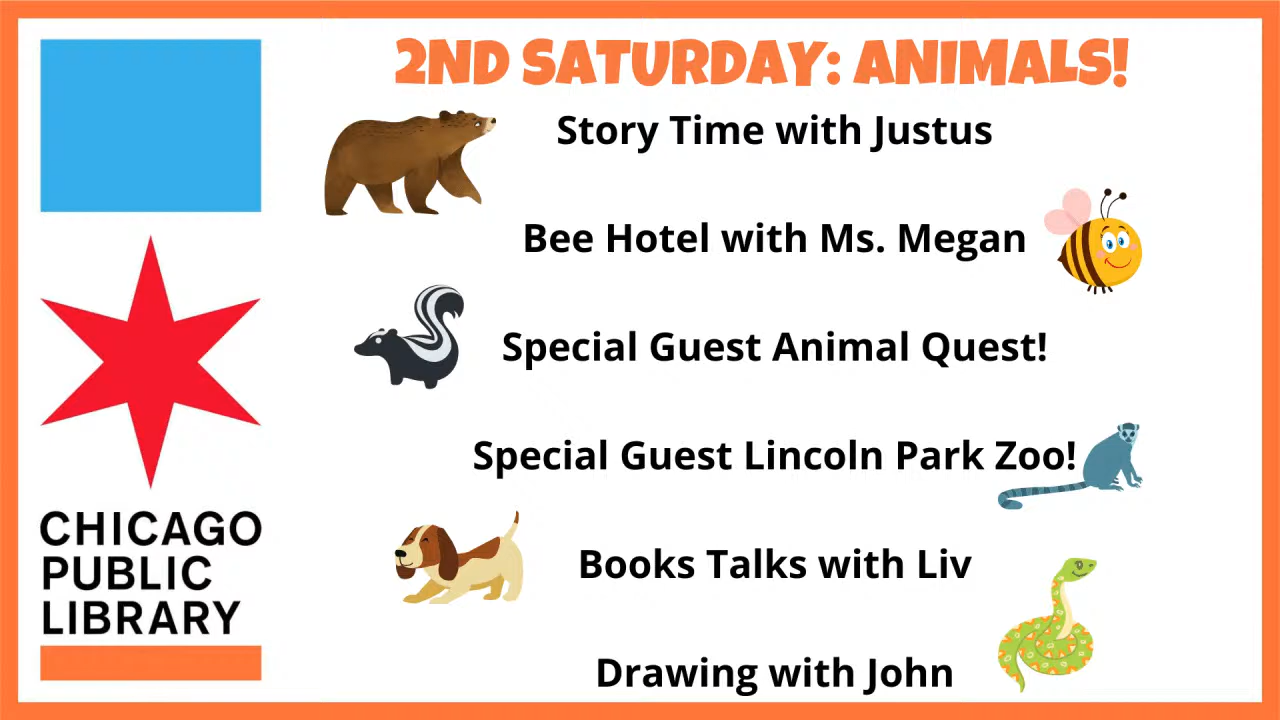 2ND SATURDAY: ANIMALS!
Story Time with Justus
Bee Hotel with Ms. Megan
Special Guest Animal Quest!
Special Guest Lincoln Park Zoo!
Books Talks with Liv
Drawing with John
CHICAGO
PUBLIC
LIBRARY